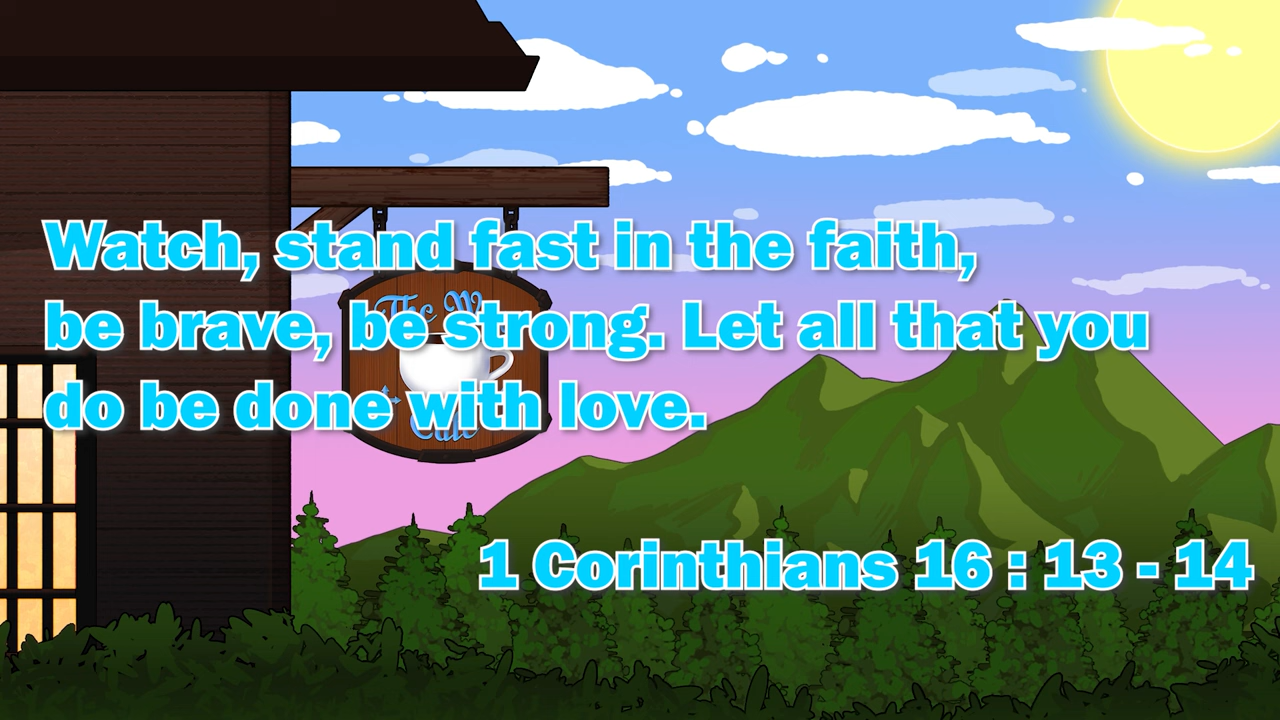 Watch, stand fast in the faith,
be brave, be strong. Let all that you
do be done with love.
The
1 Corinthians 16 : 13 - 14